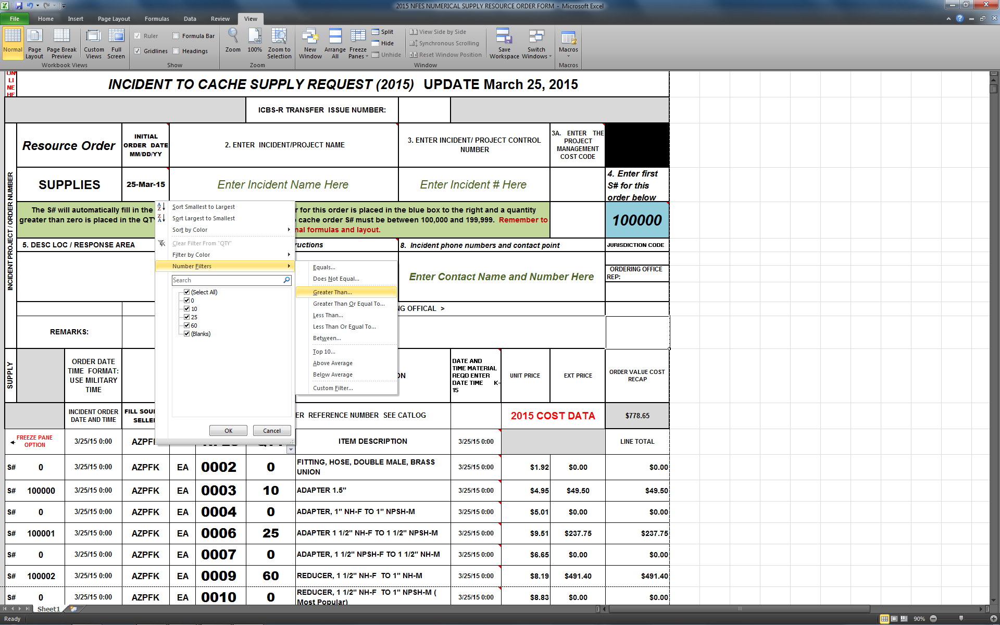 2015 NFES NUMERICAL SUPPLY RESOURCE ORDER FORM - Microsoft Excel
File Home Insert Page Layout Formulas Data Review View
Normal
Page Layout
Page Break Preview
Custom Views
Full Screen
Workbook Views
Ruler
Formula Bar
Gridlines
Headings
Show
Zoom
100%
Zoom to Selection
Zoom
New Window
Arrange All
Freeze Panes
Split
Hide
Unhide
View Side by Side
Synchronous Scrolling
Reset Window Position
Window
Save Workspace
Switch Windows
Macros
Macros
UN
LI
NE
HE
INCIDENT TO CACHE SUPPLY REQUEST (2015) UPDATE March 25, 2015
ICBS-R TRANSFER ISSUE NUMBER:
INCIDENT PROJECT / ORDER NUMBER
Resource Order
INITIAL
ORDER DATE
MM/DD/YY
2. ENTER INCIDENT/PROJECT NAME
3. ENTER INCIDENT/ PROJECT CONTROL
NUMBER
3A. ENTER THE
PROJECT
MANAGEMENT
COST CODE
SUPPLIES
25-Mar-15
Enter Incident Name Here
Enter Incident # Here
4. Enter first
S# for this
order below
The S# will automatically fill in the
r for this order is placed in the blue box to the right and a quantity
greater than zero is placed in the QT
cache order S# must be between 100,000 and 199,999. Remember to
nal formulas and layout.
100000
5. DESC LOC / RESPONSE AREA
ructions
8. Incident phone numbers and contact point
JURISDICTION CODE
Enter Contact Name and Number Here
ORDERING OFFICE
REP:
NG OFFICAL >
REMARKS:
Sort Smallest to Largest
Sort Largest to Smallest
Sort by Color
Clear Filter From "QTY"
Filter by Color
Number Filters
Search
(Select All)
0
10
25
60
(Blanks)
OK Cancel
Equals...
Does Not Equal...
Greater Than...
Greater Than Or Equal To...
Less Than...
Less Than Or Equal To...
Between...
Top 10...
Above Average
Below Average
Custom Filter...
SUPPLY
ORDER DATE
TIME FORMAT:
USE MILITARY
TIME
ON
DATE AND
TIME MATERIAL
REQD ENTER
DATE TIME K-
15
UNIT PRICE
EXT PRICE
ORDER VALUE COST
RECAP
INCIDENT ORDER
DATE AND TIME
FILL SOU
SELLE
ER REFERENCE NUMBER SEE CATLOG
2015 COST DATA
$778.65
FREEZE PANE
OPTION
3/25/15 0:00
AZPF
ITEM DESCRIPTION
3/25/15 0:00
LINE TOTAL
S# 0 3/25/15 0:00 AZPFK EA 0002 0 FITTING, HOSE, DOUBLE MALE, BRASS
UNION 3/25/15 0:00 $1.92 $0.00 $0.00
S# 100000 3/25/15 0:00 AZPFK EA 0003 10 ADAPTER 1.5" 3/25/15 0:00 $4.95 $49.50 $49.50
S# 0 3/25/15 0:00 AZPFK EA 0004 0 ADAPTER, 1" NH-F TO 1" NPSH-M 3/25/15 0:00 $5.01 $0.00 $0.00
S# 100001 3/25/15 0:00 AZPFK EA 0006 25 ADAPTER 1 1/2" NH-F TO 1 1/2" NPSH-M 3/25/15 0:00 $9.51 $237.75 $237.75
S# 0 3/25/15 0:00 AZPFK EA 0007 0 ADAPTER, 1 1/2" NPSH-F TO 1 1/2" NH-M 3/25/15 0:00 $6.65 $0.00 $0.00
S# 100002 3/25/15 0:00 AZPFK EA 0009 60 REDUCER, 1 1/2" NH-F TO 1" NH-M 3/25/15 0:00 $8.19 $491.40 $491.40
S# 0 3/25/15 0:00 AZPFK EA 0010 0 REDUCER, 1 1/2" NH-F TO 1" NPSH-M (
Most Popular) 3/25/15 0:00 $8.83 $0.00 $0.00
Sheet1
Ready
90%